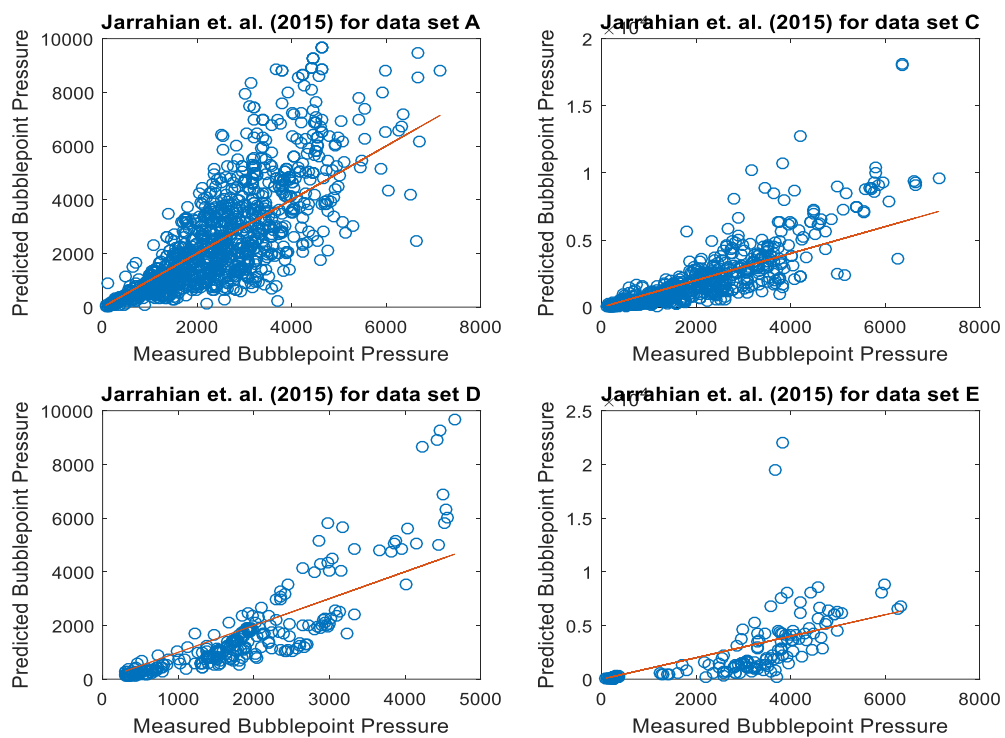 Jarrahian et. al. (2015) for data set A
10000
8000
6000
4000
2000
0
0 2000 4000 6000 8000
Predicted Bubblepoint Pressure
Measured Bubblepoint Pressure
Jarrahian et. al. (2015) for data set C
2
1.5
1
0.5
0
0 2000 4000 6000 8000
Predicted Bubblepoint Pressure
Measured Bubblepoint Pressure
Jarrahian et. al. (2015) for data set D
10000
8000
6000
4000
2000
0
0 1000 2000 3000 4000 5000
Predicted Bubblepoint Pressure
Measured Bubblepoint Pressure
Jarrahian et. al. (2015) for data set E
2.5
2
1.5
1
0.5
0
0 2000 4000 6000 8000
Predicted Bubblepoint Pressure
Measured Bubblepoint Pressure